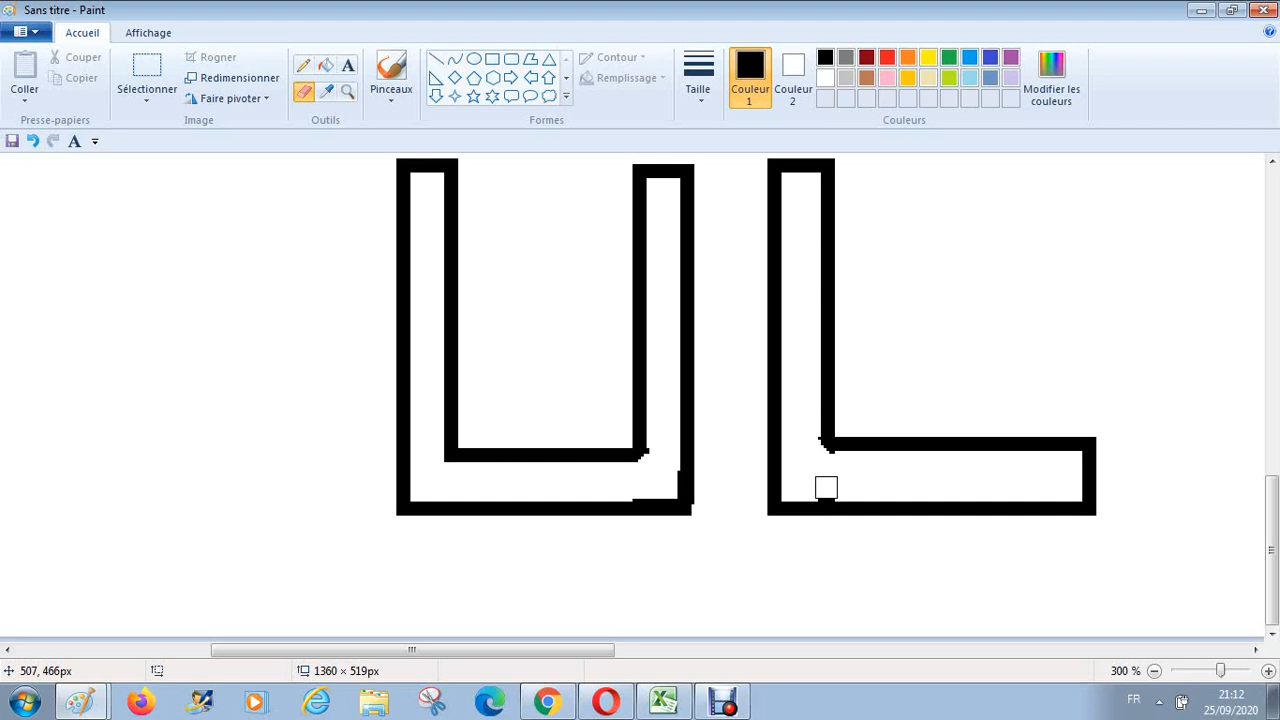 Sans titre - Paint
Accueil
Affichage
Coller
Couper
Copier
Presse-papiers
Sélectionner
Rogner
Redimensionner
Faire pivoter
Image
A
Outils
Pinceaux
Contour
Remplissage
Formes
Taille
Couleur
1
Couleur
2
Modifier les
couleurs
Couleurs
A
UL
507, 466px
1360 × 519px
300 %
FR
21:12
25/09/2020